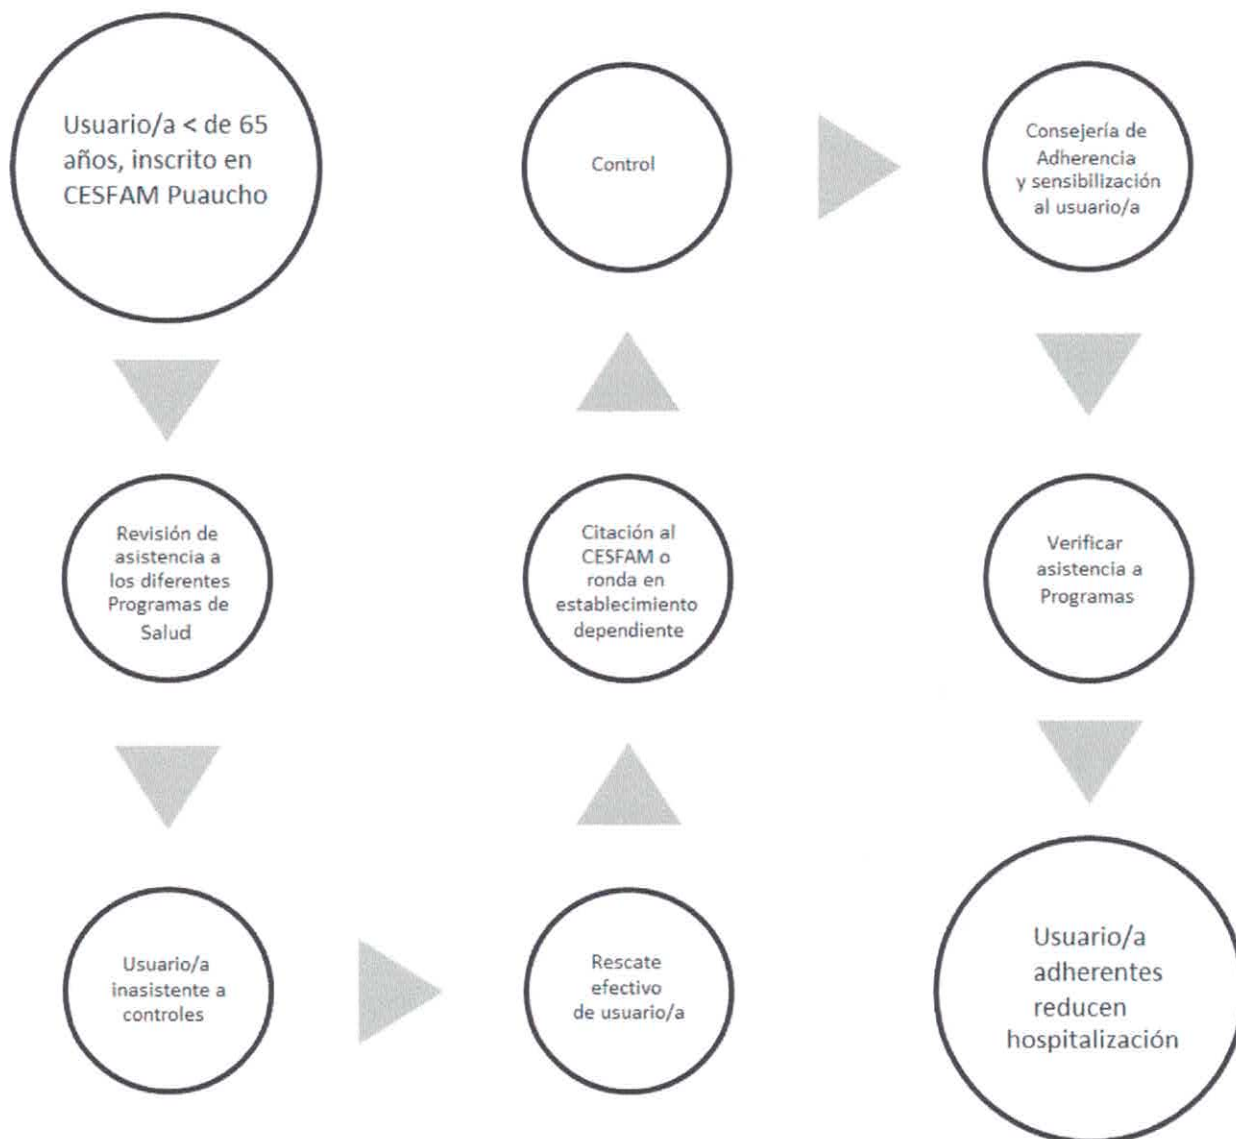 Usuario/a < de 65
años, inscrito en
CESFAM Puaucho
Revisión de
asistencia a
los diferentes
Programas de
Salud
Usuario/a
inasistente a
controles
Rescate
efectivo
de usuario/a
Citación al
CESFAM o
ronda en
establecimiento
dependiente
Control
Consejería de
Adherencia
y sensibilización
al usuario/a
Verificar
asistencia a
Programas
Usuario/a
adherentes
reducen
hospitalización